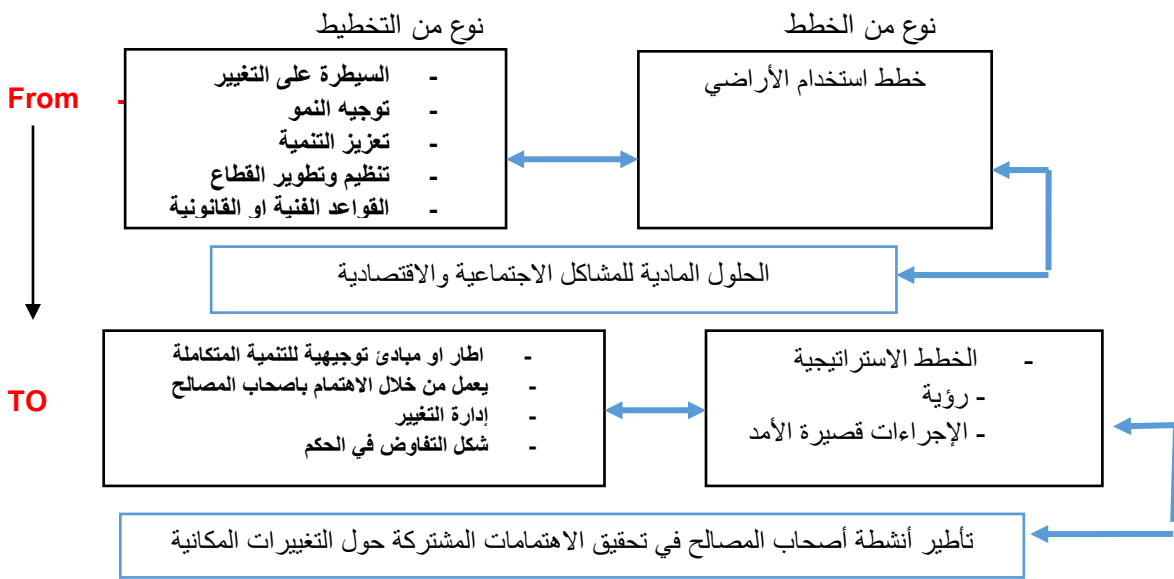 نوع من الخطط
نوع من التخطيط
From -
خطط استخدام الأراضي
- السيطرة على التغيير
- توجيه النمو
- تعزيز التنمية
- تنظيم وتطوير القطاع
- القواعد الفنية او القانونية
الحلول المادية للمشاكل الاجتماعية والاقتصادية
TO
- الخطط الاستراتيجية
- رؤية
- الإجراءات قصيرة الأمد
- اطار او مبادئ توجيهية للتنمية المتكاملة
- يعمل من خلال الاهتمام باصحاب المصالح
- إدارة التغيير
- شكل التفاوض في الحكم
تأطير أنشطة أصحاب المصالح في تحقيق الاهتمامات المشتركة حول التغييرات المكانية